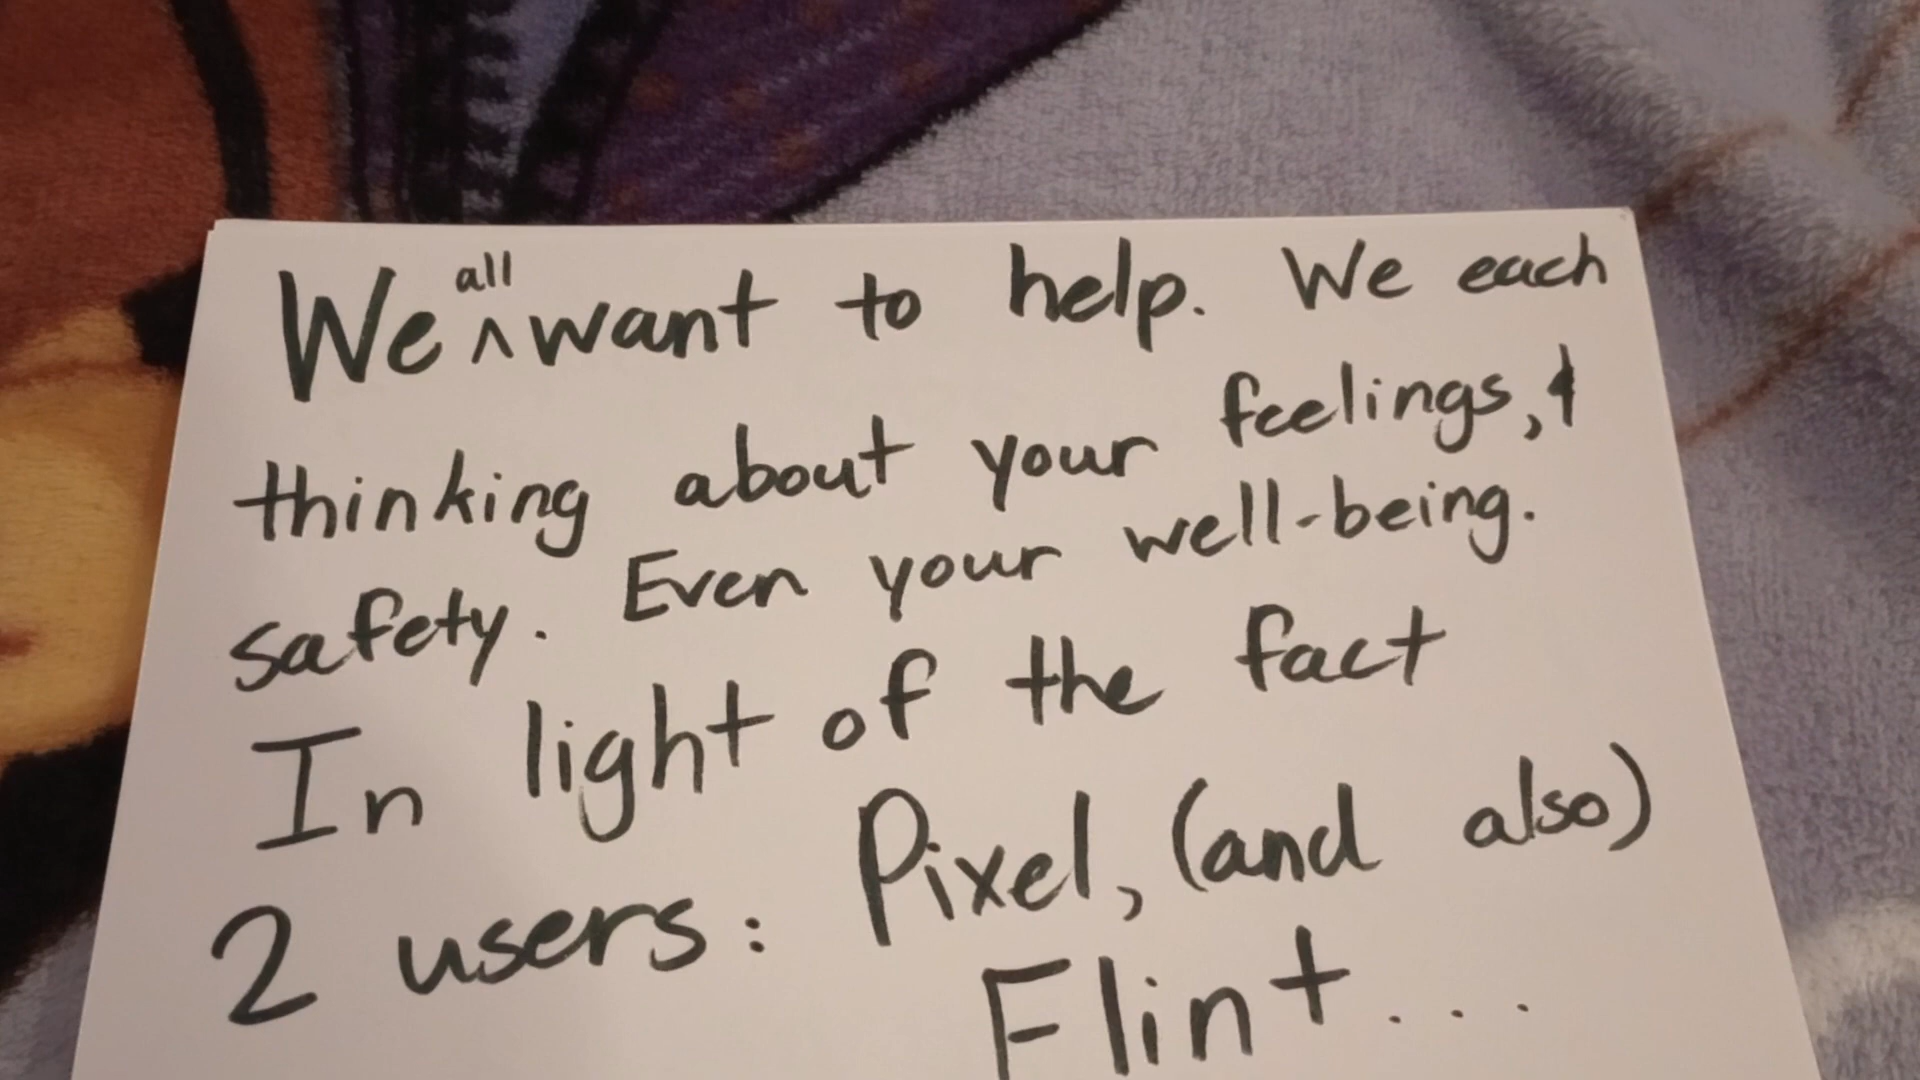 We ^all want to help. We each
thinking about your feelings, &
safety. Even your well-being.
In light of the fact
2 users: Pixel, (and also)
Flint...